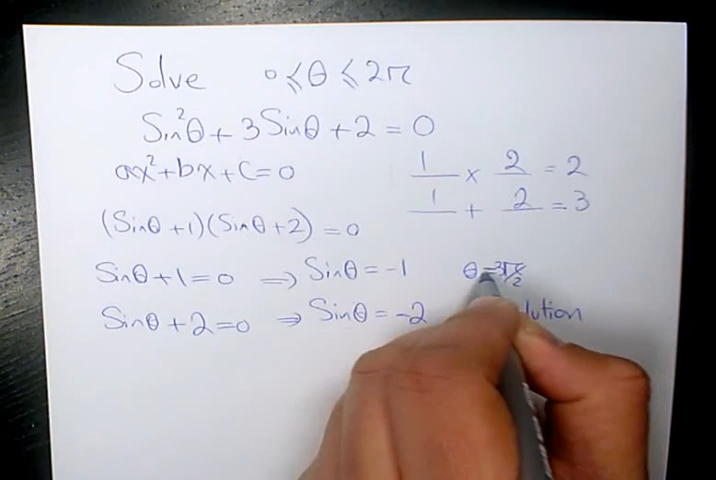 Solve 0 ⩽ θ ⩽ 2π
Sin²θ + 3Sinθ + 2 = 0
ax² + bx + c = 0
1 × 2 = 2
1 + 2 = 3
(Sinθ + 1)(Sinθ + 2) = 0
Sinθ + 1 = 0 ⇒ Sinθ = -1 θ = 3π/2
Sinθ + 2 = 0 ⇒ Sinθ = -2